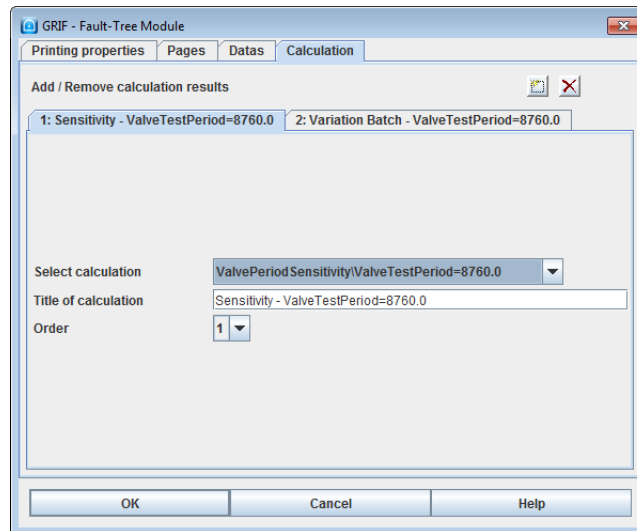 GRIF - Fault-Tree Module
Printing properties Pages Datas Calculation
Add / Remove calculation results
1: Sensitivity - ValveTestPeriod=8760.0 2: Variation Batch - ValveTestPeriod=8760.0
Select calculation ValvePeriodSensitivity\ValveTestPeriod=8760.0
Title of calculation Sensitivity - ValveTestPeriod=8760.0
Order 1
OK Cancel Help